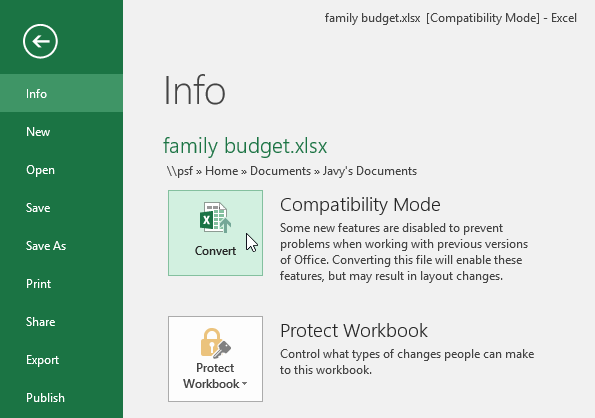 family budget.xlsx [Compatibility Mode] - Excel
Info
New
Open
Save
Save As
Print
Share
Export
Publish
Info
family budget.xlsx
\\psf » Home » Documents » Javy's Documents
Convert
Compatibility Mode
Some new features are disabled to prevent
problems when working with previous versions
of Office. Converting this file will enable these
features, but may result in layout changes.
Protect
Workbook
Protect Workbook
Control what types of changes people can make
to this workbook.